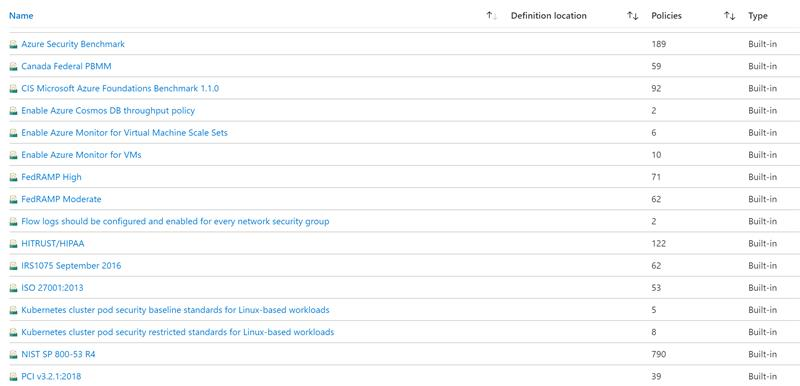 Name Definition location Policies Type
Azure Security Benchmark 189 Built-in
Canada Federal PBMM 59 Built-in
CIS Microsoft Azure Foundations Benchmark 1.1.0 92 Built-in
Enable Azure Cosmos DB throughput policy 2 Built-in
Enable Azure Monitor for Virtual Machine Scale Sets 6 Built-in
Enable Azure Monitor for VMs 10 Built-in
FedRAMP High 71 Built-in
FedRAMP Moderate 62 Built-in
Flow logs should be configured and enabled for every network security group 2 Built-in
HITRUST/HIPAA 122 Built-in
IRS1075 September 2016 62 Built-in
ISO 27001:2013 53 Built-in
Kubernetes cluster pod security baseline standards for Linux-based workloads 5 Built-in
Kubernetes cluster pod security restricted standards for Linux-based workloads 8 Built-in
NIST SP 800-53 R4 790 Built-in
PCI v3.2.1:2018 39 Built-in